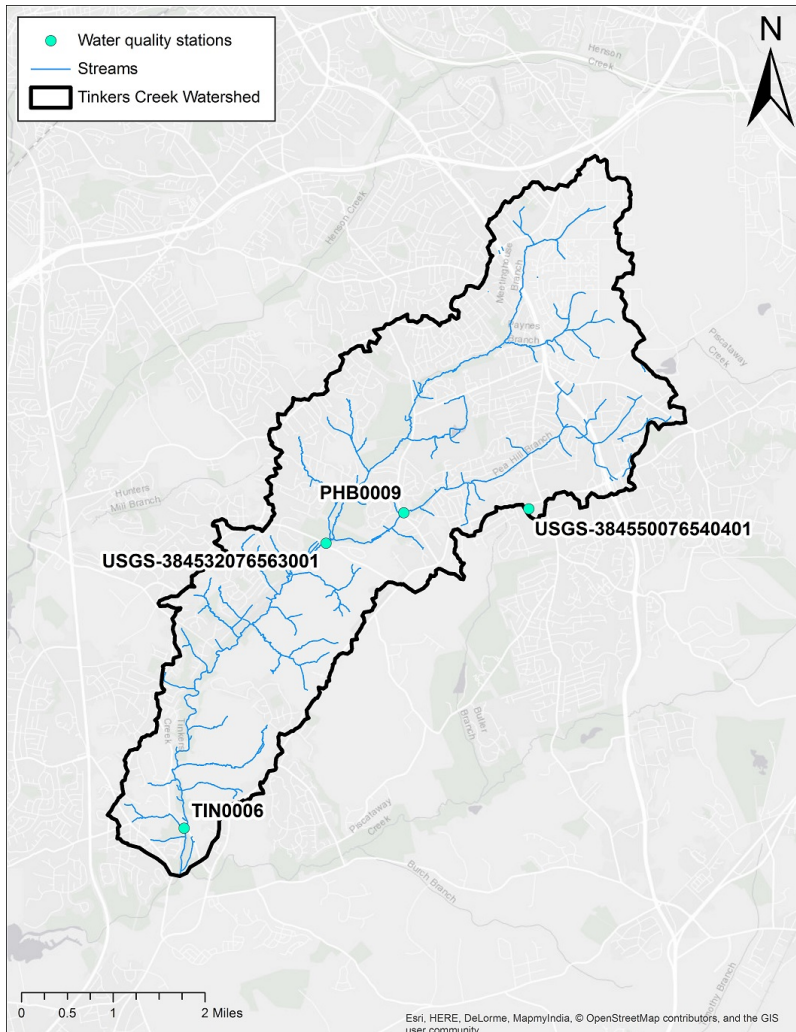 Water quality stations
Streams
Tinkers Creek Watershed
N
Henson
Creek
Henson Creek
Meetinghouse
Branch
Paynes
Branch
Piscataway
Creek
Pea Hill Branch
Hunters
Mill Branch
PHB0009
USGS-384550076540401
USGS-384532076563001
Butler
Branch
Tinkers
Creek
TIN0006
Piscataway
Creek
Burch Branch
Branch
0 0.5 1 2 Miles
Esri, HERE, DeLorme, MapmyIndia, © OpenStreetMap contributors, and the GIS
user community